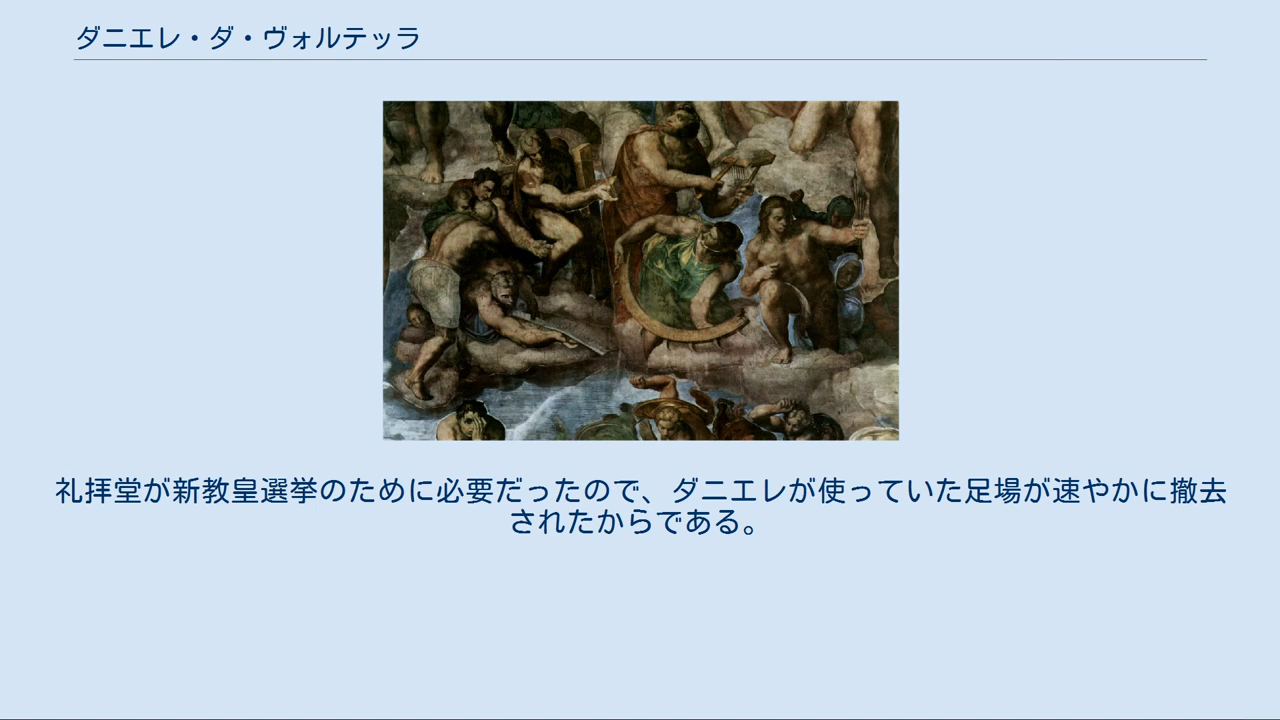 ダニエレ・ダ・ヴォルテッラ
礼拝堂が新教皇選挙のために必要だったので、ダニエレが使っていた足場が速やかに撤去
されたからである。